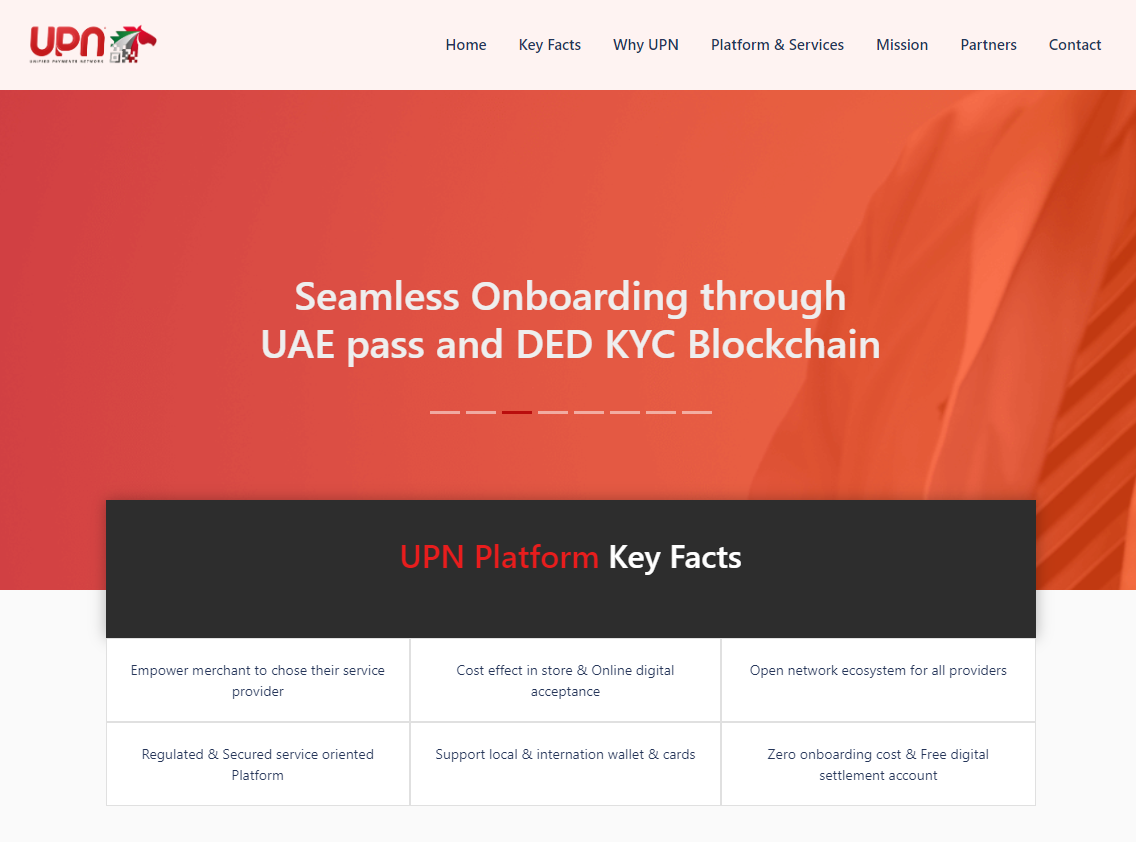 UPN
UNIFIED PAYMENTS NETWORK
Home
Key Facts
Why UPN
Platform & Services
Mission
Partners
Contact
Seamless Onboarding through
UAE pass and DED KYC Blockchain
UPN Platform Key Facts
Empower merchant to chose their service
provider
Cost effect in store & Online digital
acceptance
Open network ecosystem for all providers
Regulated & Secured service oriented
Platform
Support local & internation wallet & cards
Zero onboarding cost & Free digital
settlement account